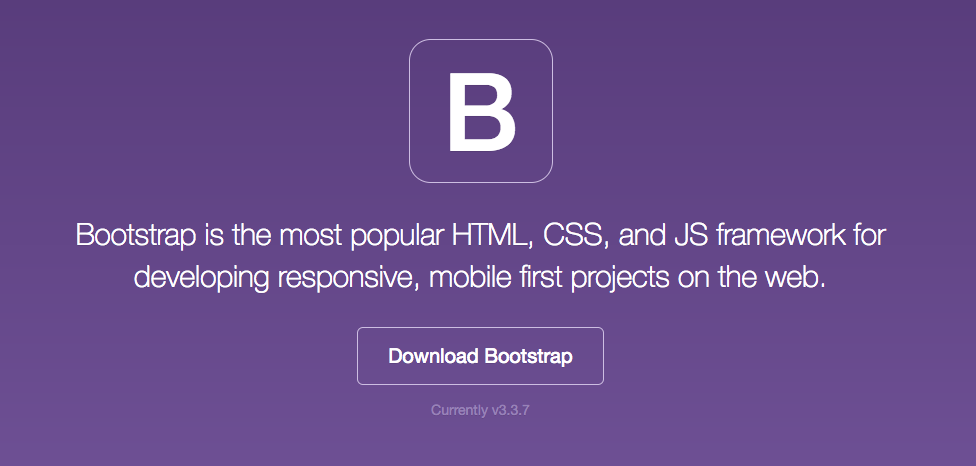 B
Bootstrap is the most popular HTML, CSS, and JS framework for
developing responsive, mobile first projects on the web.
Download Bootstrap
Currently v3.3.7